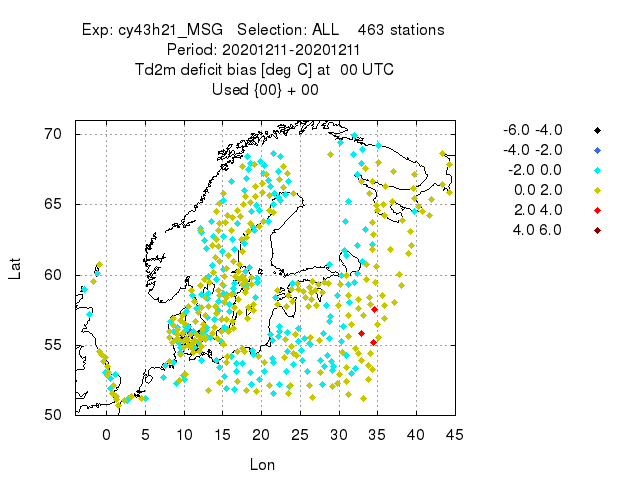 Exp: cy43h21_MSG   Selection: ALL    463 stations
Period: 20201211-20201211
Td2m deficit bias [deg C] at  00 UTC
Used {00} + 00
-6.0 -4.0
-4.0 -2.0
-2.0 0.0
0.0 2.0
2.0 4.0
4.0 6.0
70
65
60
55
50
Lat
0 5 10 15 20 25 30 35 40 45
Lon